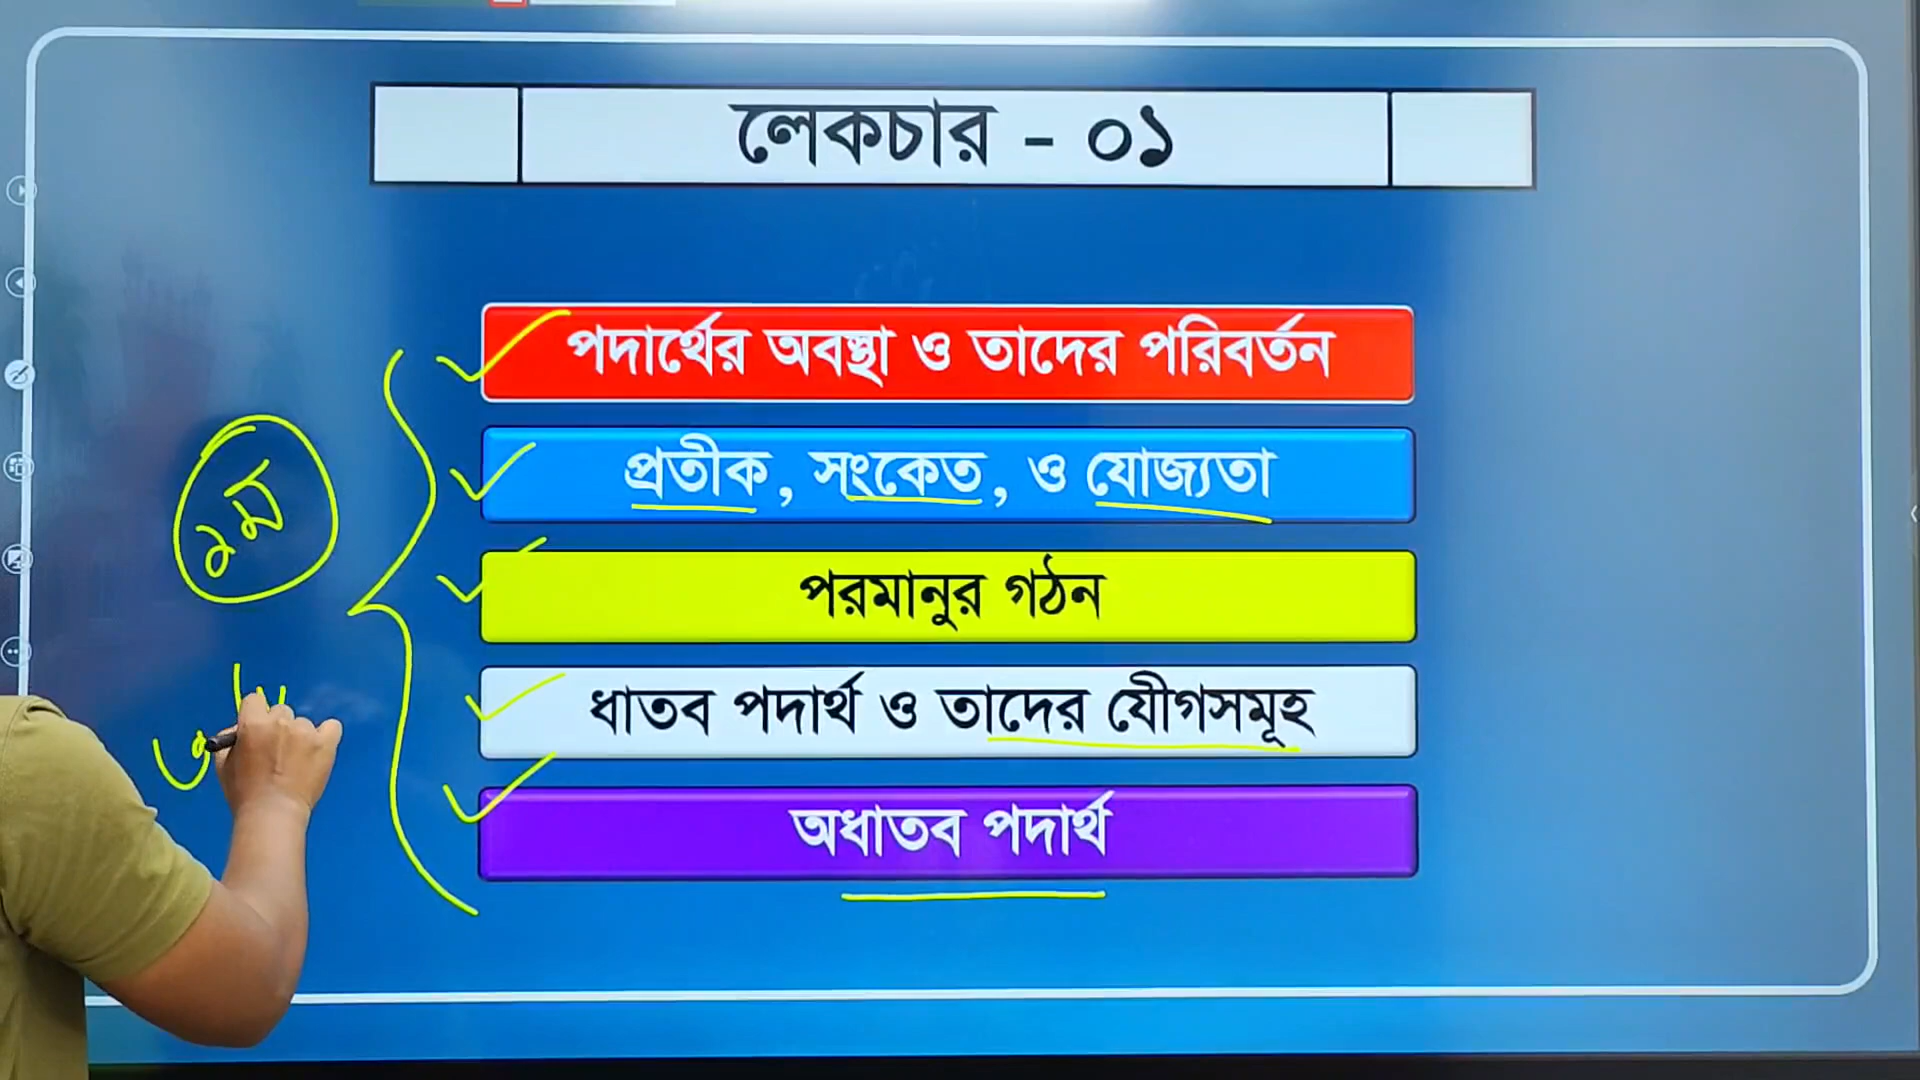 লেকচার - ০১
পদার্থের অবস্থা ও তাদের পরিবর্তন
প্রতীক, সংকেত, ও যোজ্যতা
পরমানুর গঠন
১ম
ধাতব পদার্থ ও তাদের যৌগসমূহ
অধাতব পদার্থ